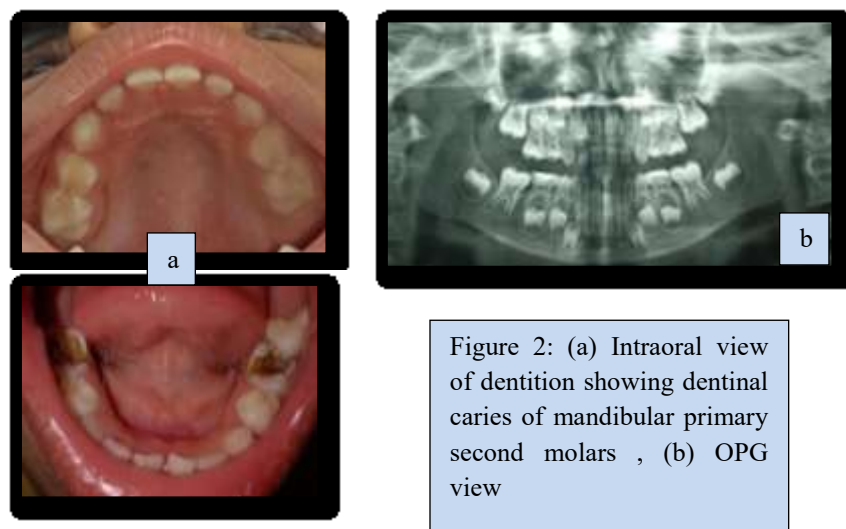 a
b
Figure 2: (a) Intraoral view
of dentition showing dentinal
caries of mandibular primary
second molars , (b) OPG
view